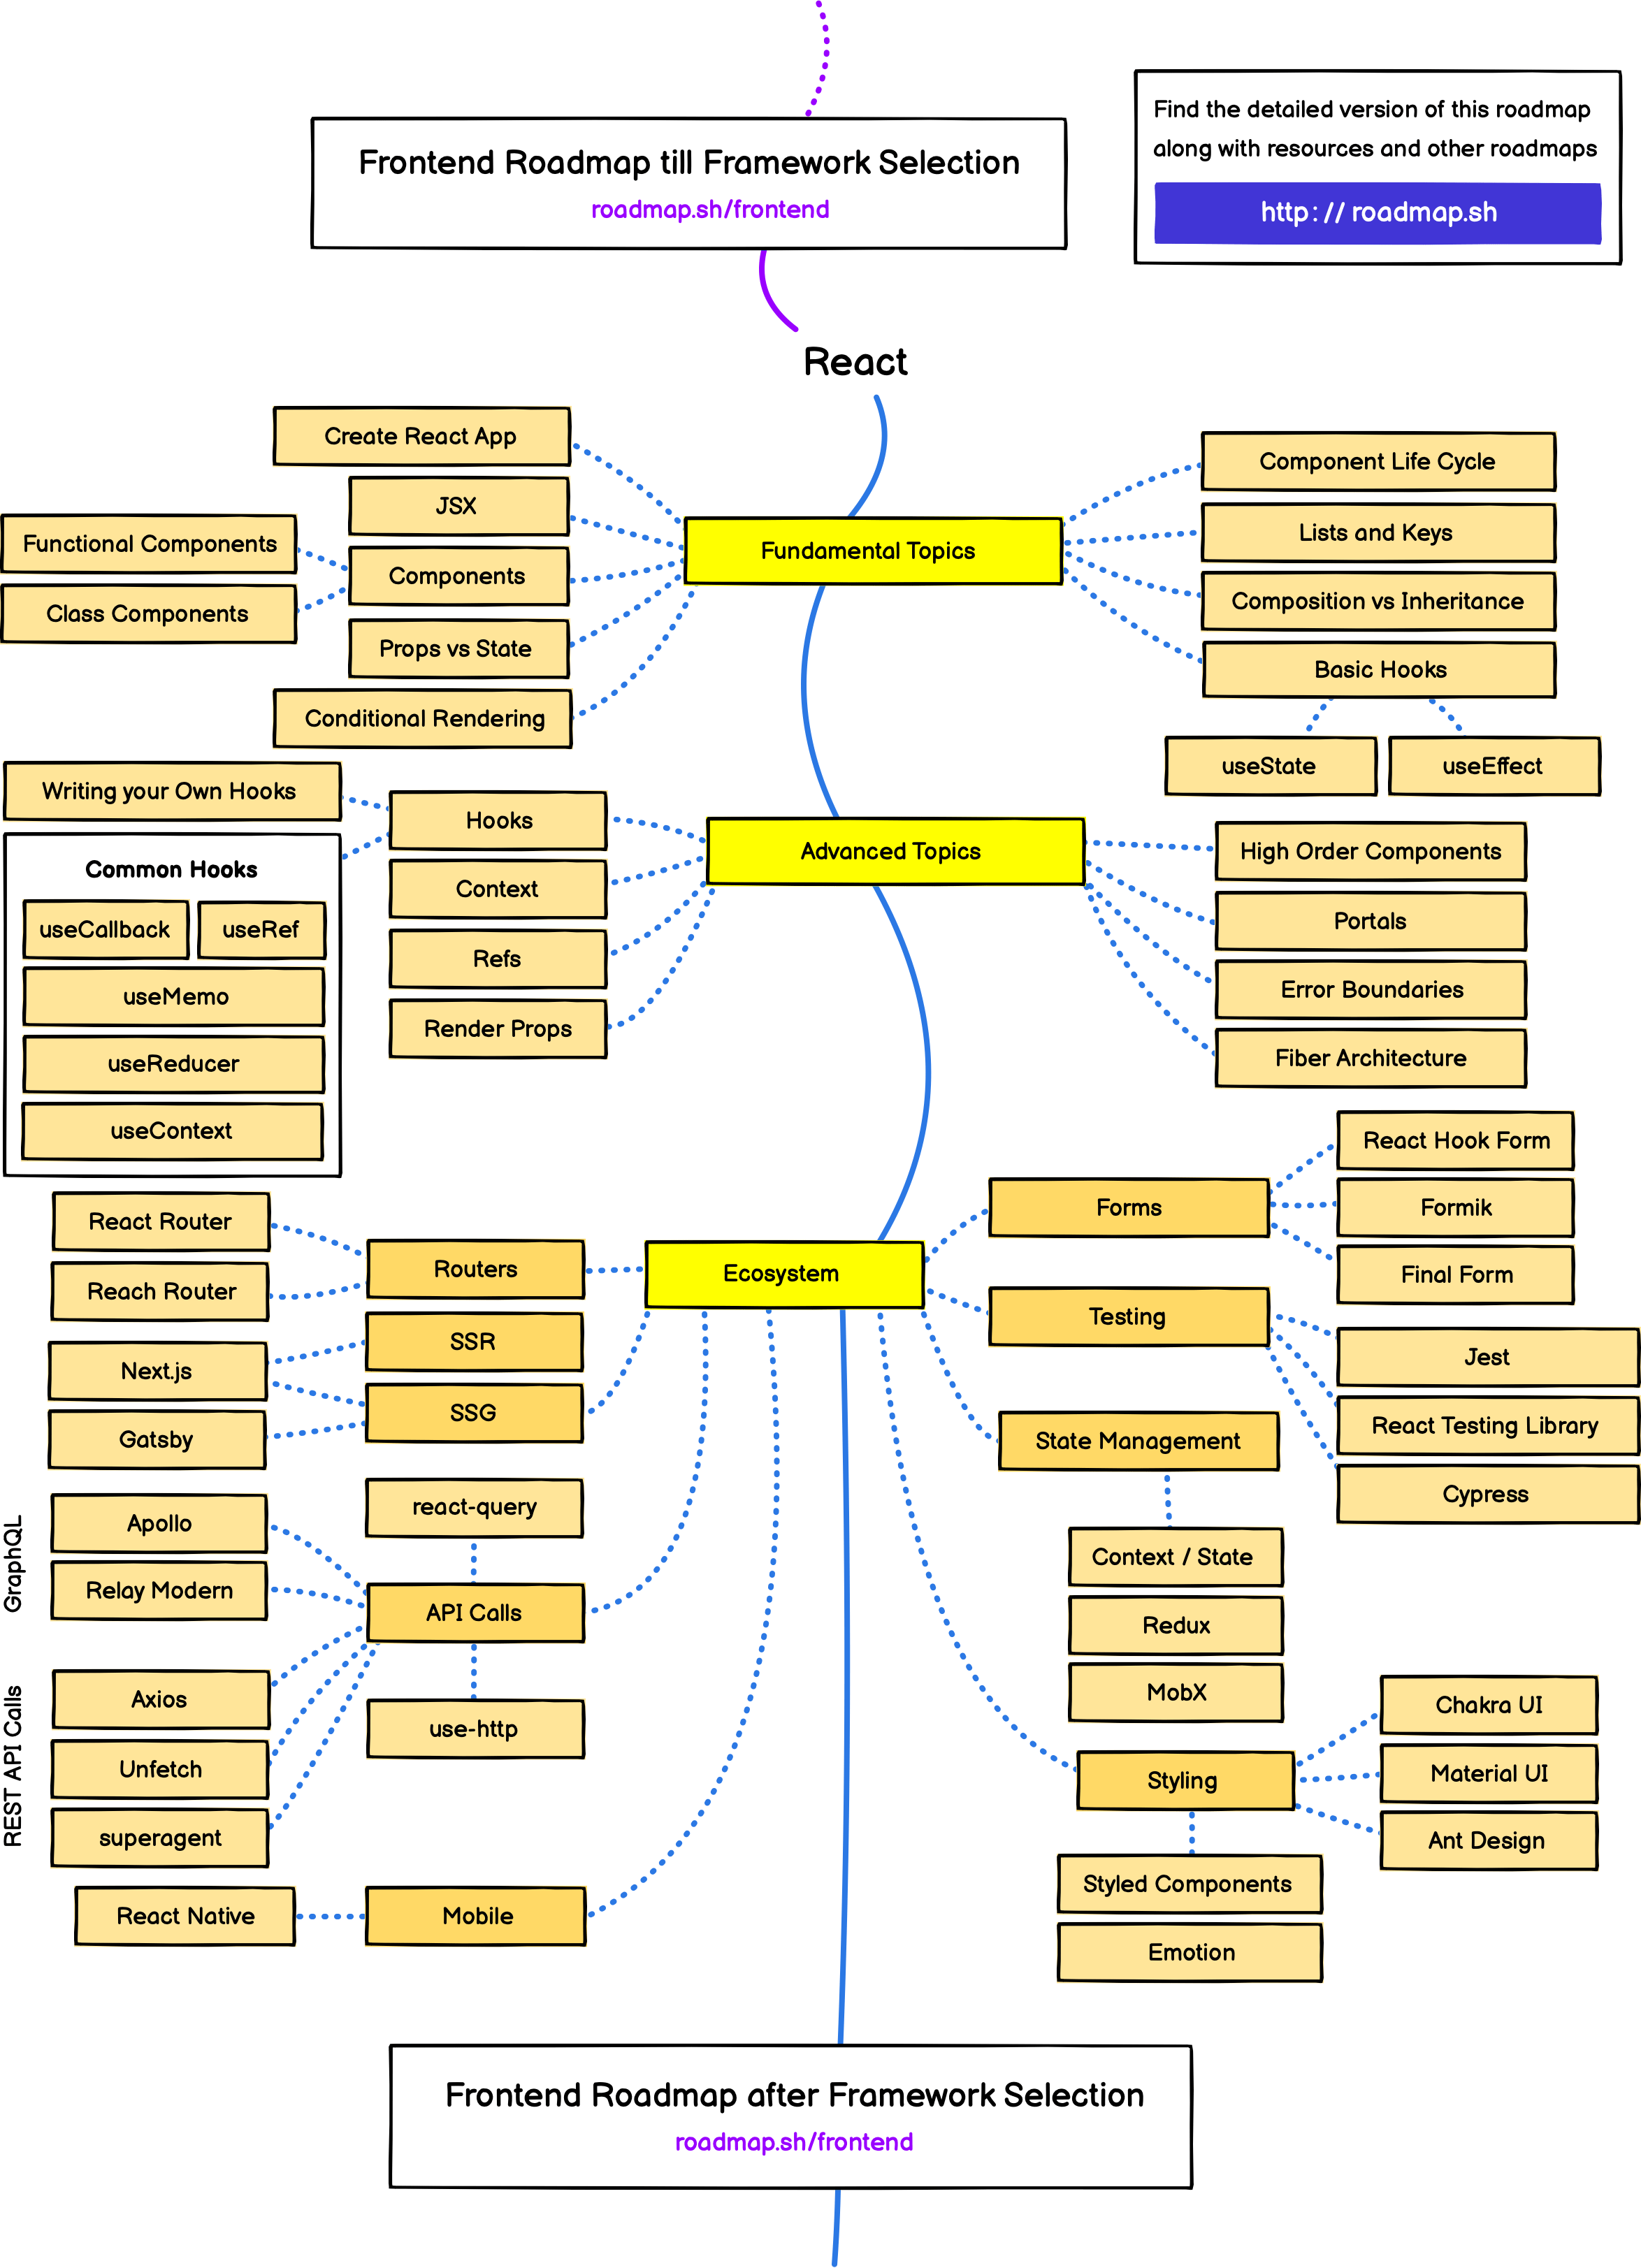 Frontend Roadmap till Framework Selection
roadmap.sh/frontend
Find the detailed version of this roadmap
along with resources and other roadmaps
http://roadmap.sh
React
Fundamental Topics
Create React App
JSX
Components
Functional Components
Class Components
Props vs State
Conditional Rendering
Component Life Cycle
Lists and Keys
Composition vs Inheritance
Basic Hooks
useState
useEffect
Advanced Topics
Hooks
Writing your Own Hooks
Common Hooks
useCallback
useRef
useMemo
useReducer
useContext
Context
Refs
Render Props
High Order Components
Portals
Error Boundaries
Fiber Architecture
Ecosystem
Routers
React Router
Reach Router
SSR
SSG
Next.js
Gatsby
react-query
API Calls
use-http
GraphQL
Apollo
Relay Modern
REST API Calls
Axios
Unfetch
superagent
Mobile
React Native
Forms
React Hook Form
Formik
Final Form
Testing
Jest
React Testing Library
Cypress
State Management
Context / State
Redux
MobX
Styling
Chakra UI
Material UI
Ant Design
Styled Components
Emotion
Frontend Roadmap after Framework Selection
roadmap.sh/frontend